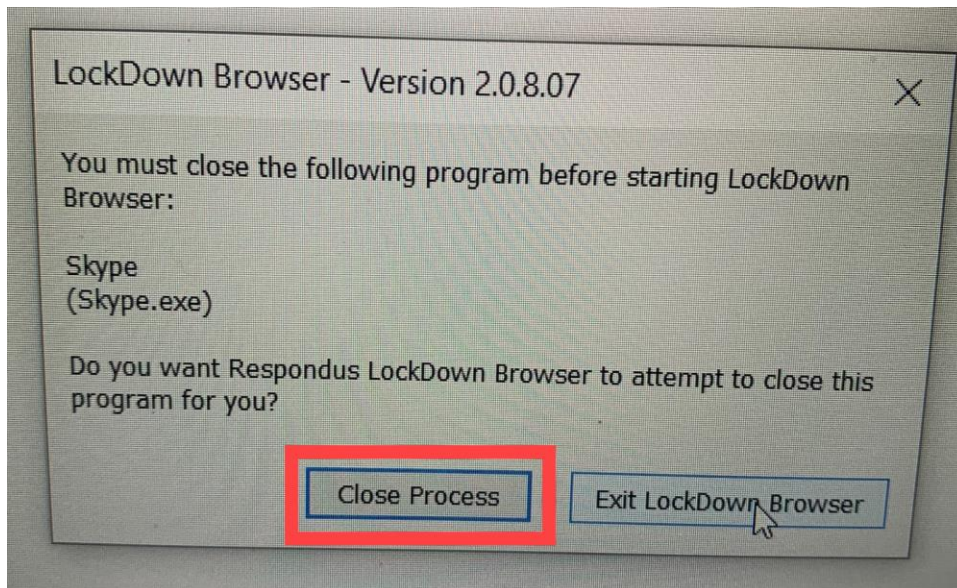 LockDown Browser - Version 2.0.8.07
You must close the following program before starting LockDown
Browser:
Skype
(Skype.exe)
Do you want Respondus LockDown Browser to attempt to close this
program for you?
Close Process
Exit LockDown Browser